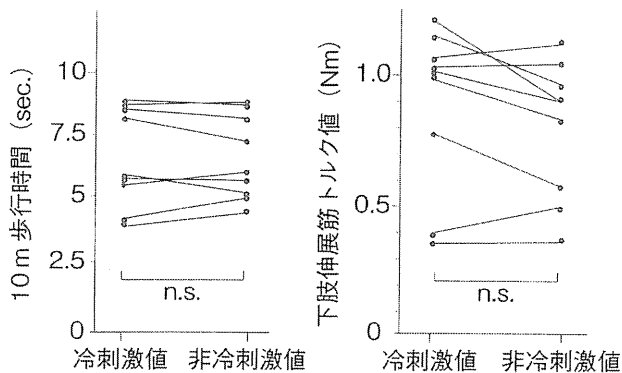 10m歩行時間（sec.）
10
7.5
5
2.5
0
n.s.
冷刺激値 非冷刺激値
下肢伸展筋トルク値（Nm）
1.0
0.5
0
n.s.
冷刺激値 非冷刺激値